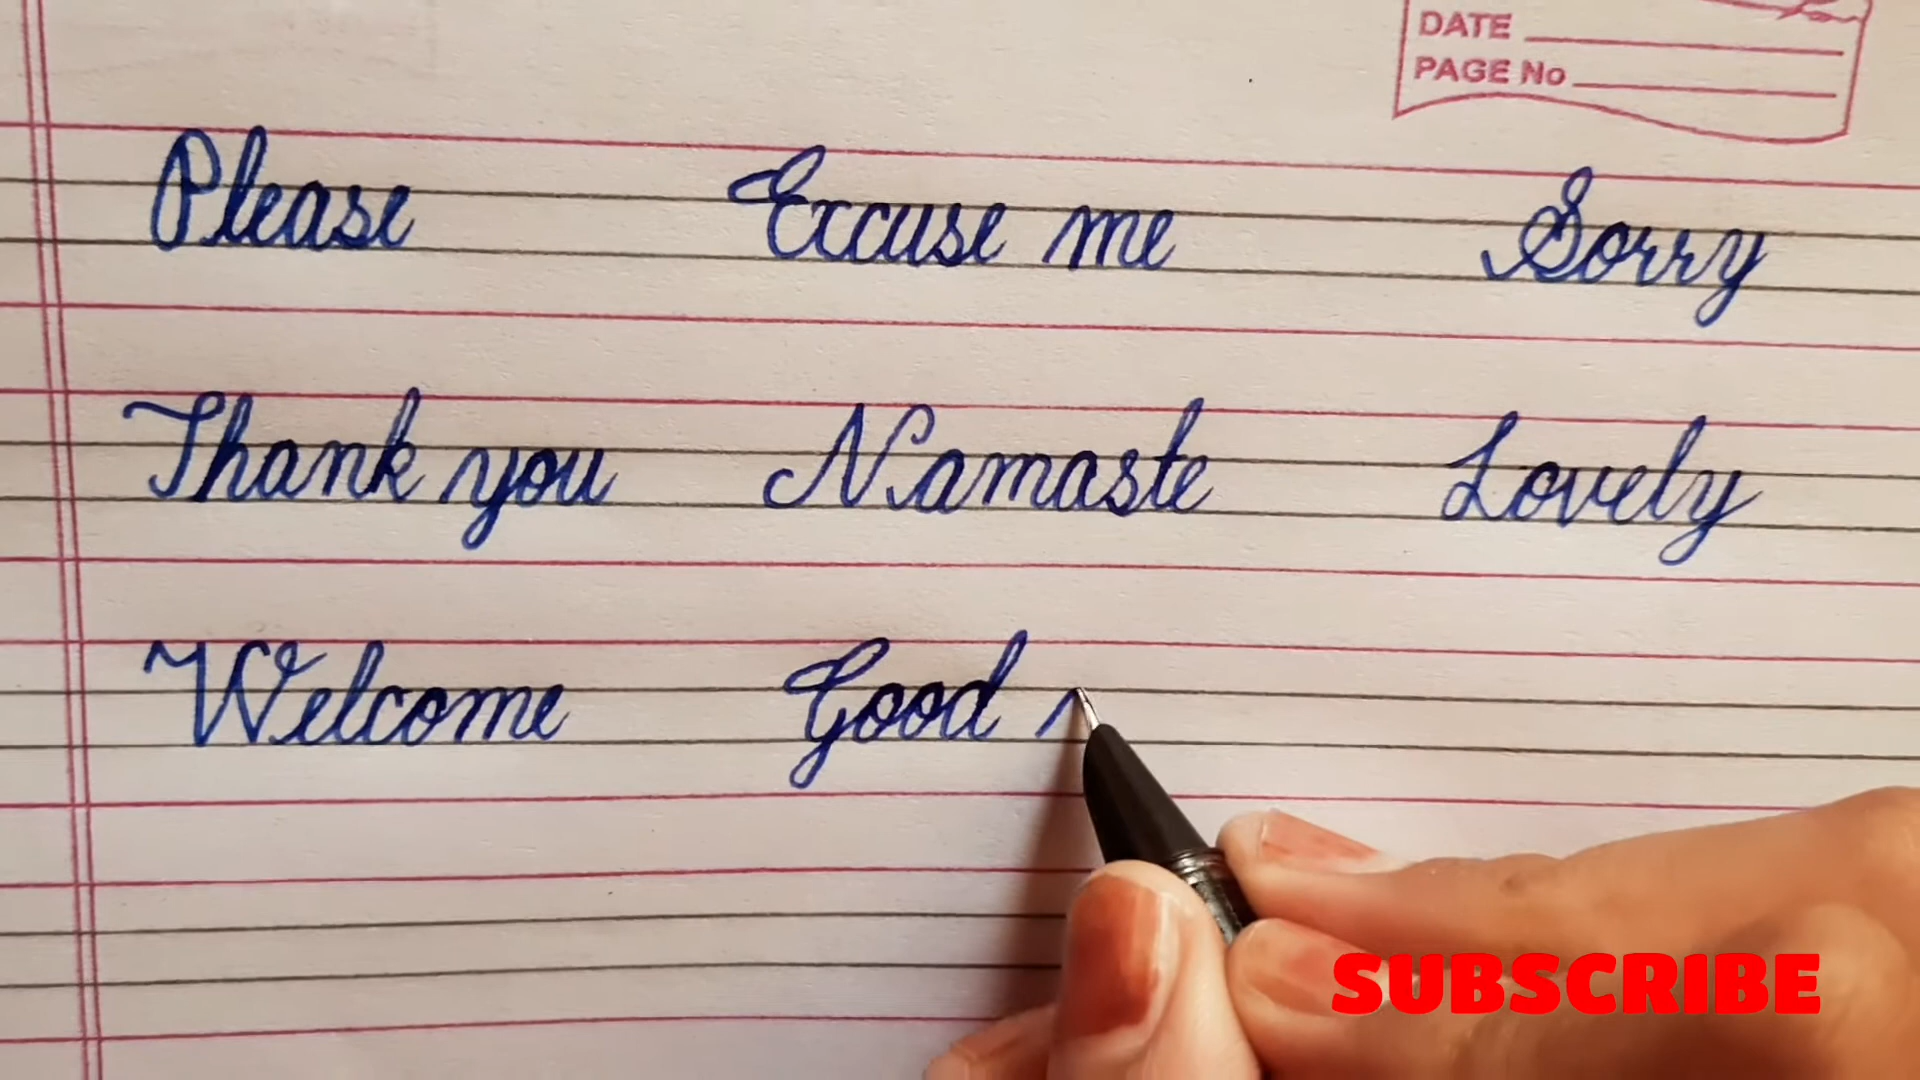 DATE
PAGE No
Please Excuse me Sorry
Thank you Namaste Lovely
Welcome Good
SUBSCRIBE